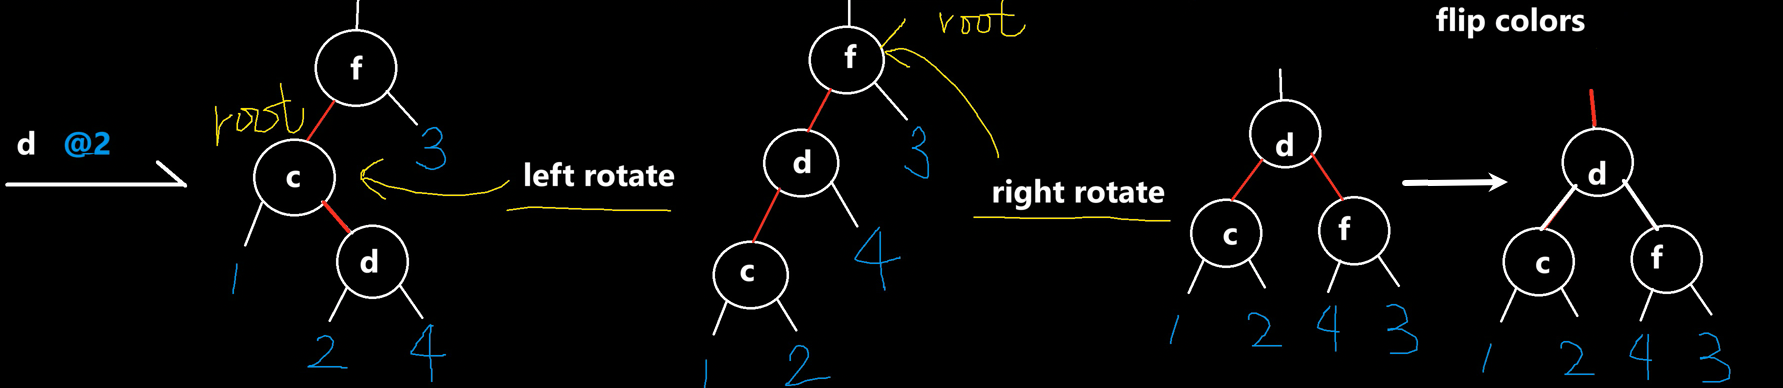 d @2
root
f
c
3
1
d
2 4
left rotate
root
f
d
3
c
4
1 2
right rotate
d
c f
1 2 4 3
flip colors
d
c f
1 2 4 3